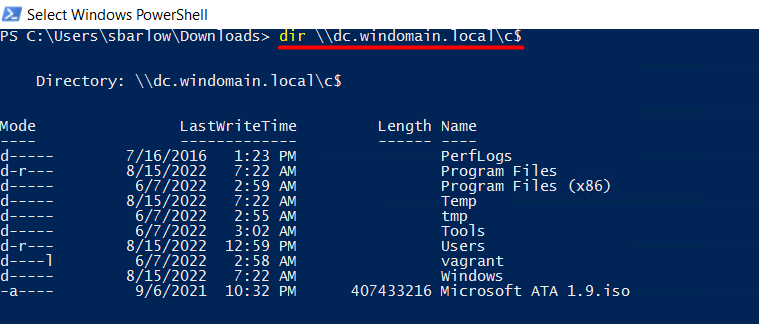 Select Windows PowerShell
PS C:\Users\sbarlow\Downloads> dir \\dc.windomain.local\c$
Directory: \\dc.windomain.local\c$
Mode LastWriteTime Length Name
---- ------------- ------ ----
d----- 7/16/2016 1:23 PM PerfLogs
d-r--- 8/15/2022 7:22 AM Program Files
d----- 6/7/2022 2:59 AM Program Files (x86)
d----- 8/15/2022 7:22 AM Temp
d----- 6/7/2022 2:55 AM tmp
d----- 6/7/2022 3:02 AM Tools
d-r--- 8/15/2022 12:59 PM Users
d----l 6/7/2022 2:58 AM vagrant
d----- 8/15/2022 7:22 AM Windows
-a---- 9/6/2021 10:32 PM 407433216 Microsoft ATA 1.9.iso